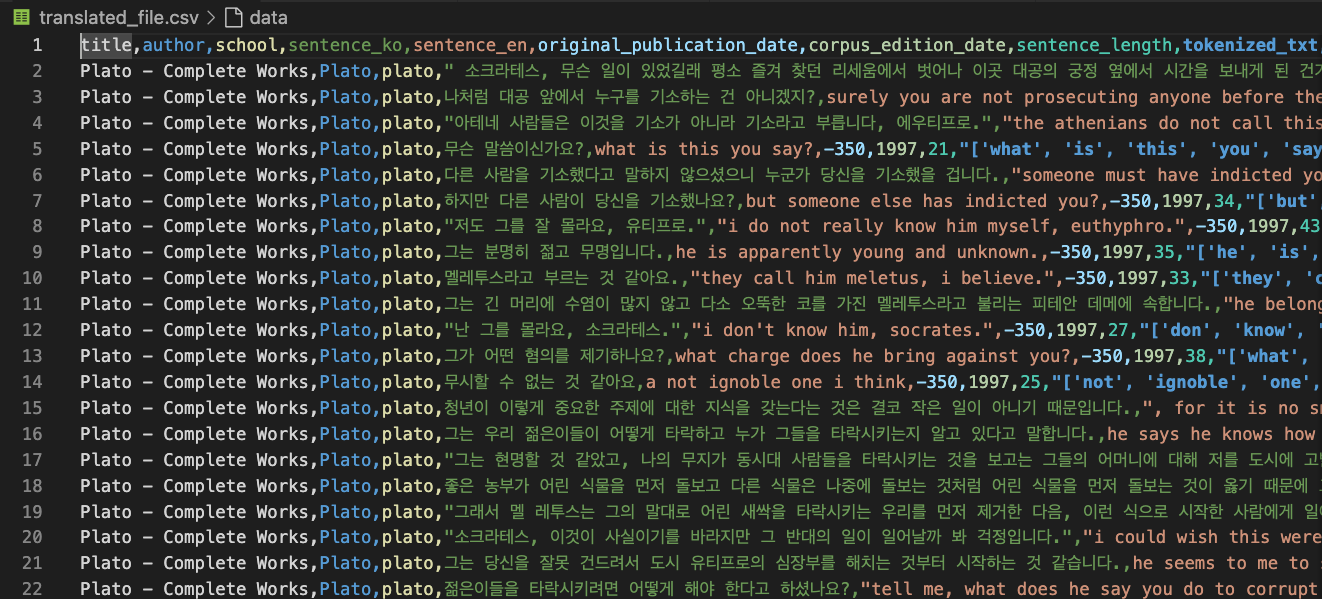 translated_file.csv > data
1 title,author,school,sentence_ko,sentence_en,original_publication_date,corpus_edition_date,sentence_length,tokenized_txt,
2 Plato - Complete Works,Plato,plato," 소크라테스, 무슨 일이 있었길래 평소 즐겨 찾던 리세움에서 벗어나 이곳 대공의 궁정 옆에서 시간을 보내게 된 건가
3 Plato - Complete Works,Plato,plato,나처럼 대공 앞에서 누구를 기소하는 건 아니겠지?,surely you are not prosecuting anyone before the
4 Plato - Complete Works,Plato,plato,"아테네 사람들은 이것을 기소가 아니라 기소라고 부릅니다, 에우티프로.","the athenians do not call this
5 Plato - Complete Works,Plato,plato,무슨 말씀이신가요?,what is this you say?,-350,1997,21,"['what', 'is', 'this', 'you', 'say
6 Plato - Complete Works,Plato,plato,다른 사람을 기소했다고 말하지 않으셨으니 누군가 당신을 기소했을 겁니다.,"someone must have indicted yo
7 Plato - Complete Works,Plato,plato,하지만 다른 사람이 당신을 기소했나요?,but someone else has indicted you?,-350,1997,34,"['but',
8 Plato - Complete Works,Plato,plato,"저도 그를 잘 몰라요, 유티프로.","i do not really know him myself, euthyphro.",-350,1997,43
9 Plato - Complete Works,Plato,plato,그는 분명히 젊고 무명입니다.,he is apparently young and unknown.,-350,1997,35,"['he', 'is',
10 Plato - Complete Works,Plato,plato,멜레투스라고 부르는 것 같아요.,"they call him meletus, i believe.",-350,1997,33,"['they',
11 Plato - Complete Works,Plato,plato,그는 긴 머리에 수염이 많지 않고 다소 오뚝한 코를 가진 멜레투스라고 불리는 피테안 데메에 속합니다.,"he belong
12 Plato - Complete Works,Plato,plato,"난 그를 몰라요, 소크라테스.","i don't know him, socrates.",-350,1997,27,"['don', 'know',
13 Plato - Complete Works,Plato,plato,그가 어떤 혐의를 제기하나요?,what charge does he bring against you?,-350,1997,38,"['what',
14 Plato - Complete Works,Plato,plato,무시할 수 없는 것 같아요,a not ignoble one i think,-350,1997,25,"['not', 'ignoble', 'one',
15 Plato - Complete Works,Plato,plato,청년이 이렇게 중요한 주제에 대한 지식을 갖는다는 것은 결코 작은 일이 아니기 때문입니다.,", for it is no sm
16 Plato - Complete Works,Plato,plato,그는 우리 젊은이들이 어떻게 타락하고 누가 그들을 타락시키는지 알고 있다고 말합니다.,he says he knows how
17 Plato - Complete Works,Plato,plato,"그는 현명할 것 같았고, 나의 무지가 동시대 사람들을 타락시키는 것을 보고는 그들의 어머니에 대해 저를 도시에 고발
18 Plato - Complete Works,Plato,plato,좋은 농부가 어린 식물을 먼저 돌보고 다른 식물은 나중에 돌보는 것처럼 어린 식물을 먼저 돌보는 것이 옳기 때문에
19 Plato - Complete Works,Plato,plato,"그래서 멜 레투스는 그의 말대로 어린 새싹을 타락시키는 우리를 먼저 제거한 다음, 이런 식으로 시작한 사람에게
20 Plato - Complete Works,Plato,plato,"소크라테스, 이것이 사실이기를 바라지만 그 반대의 일이 일어날까 봐 걱정입니다.","i could wish this were
21 Plato - Complete Works,Plato,plato,그는 당신을 잘못 건드려서 도시 유티프로의 심장부를 해치는 것부터 시작하는 것 같습니다.,he seems to me to
22 Plato - Complete Works,Plato,plato,젊은이들을 타락시키려면 어떻게 해야 한다고 하셨나요?,"tell me, what does he say you do to corrupt